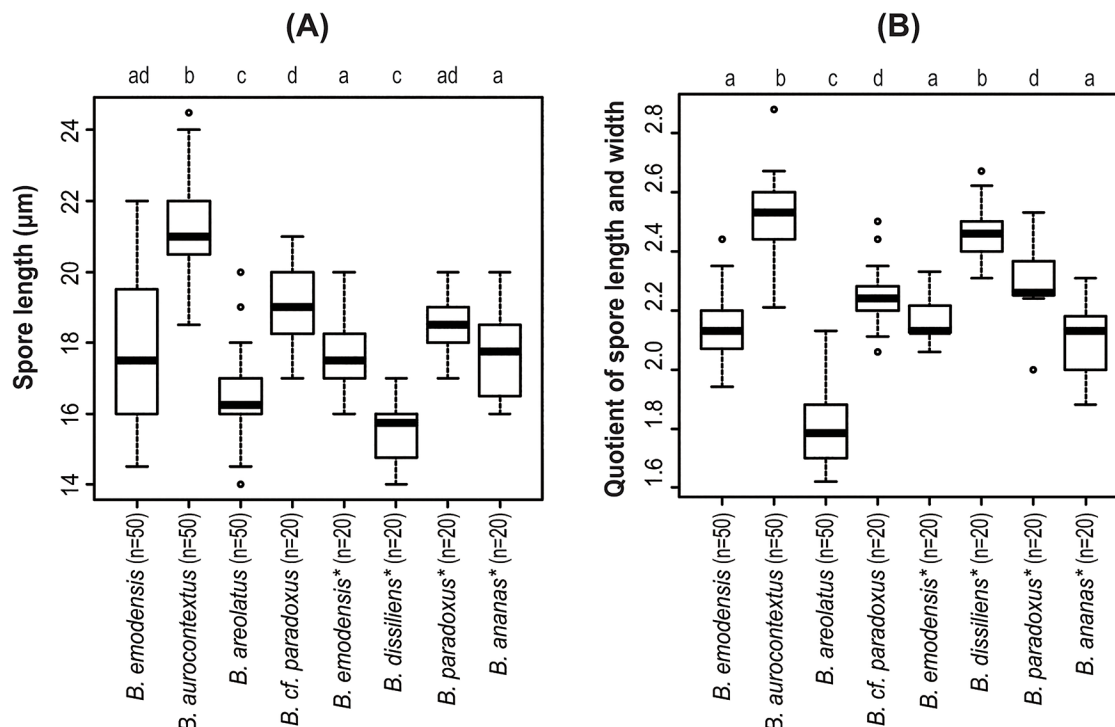 (A)
ad b c d a c ad a
Spore length (µm)
24
22
20
18
16
14
B. emodensis (n=50)
B. aurocontextus (n=50)
B. areolatus (n=50)
B. cf. paradoxus (n=20)
B. emodensis* (n=20)
B. dissiliens* (n=20)
B. paradoxus* (n=20)
B. ananas* (n=20)
(B)
a b c d a b d a
Quotient of spore length and width
2.8
2.6
2.4
2.2
2.0
1.8
1.6
B. emodensis (n=50)
B. aurocontextus (n=50)
B. areolatus (n=50)
B. cf. paradoxus (n=20)
B. emodensis* (n=20)
B. dissiliens* (n=20)
B. paradoxus* (n=20)
B. ananas* (n=20)